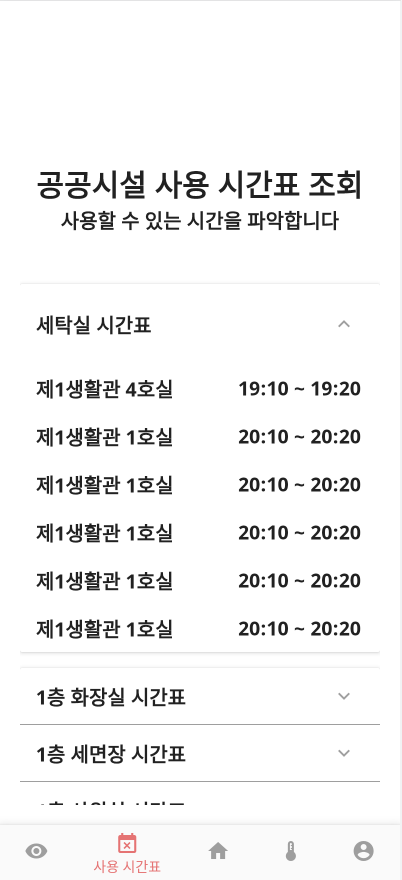 공공시설 사용 시간표 조회
사용할 수 있는 시간을 파악합니다
세탁실 시간표
제1생활관 4호실 19:10 ~ 19:20
제1생활관 1호실 20:10 ~ 20:20
제1생활관 1호실 20:10 ~ 20:20
제1생활관 1호실 20:10 ~ 20:20
제1생활관 1호실 20:10 ~ 20:20
제1생활관 1호실 20:10 ~ 20:20
1층 화장실 시간표
1층 세면장 시간표
사용 시간표